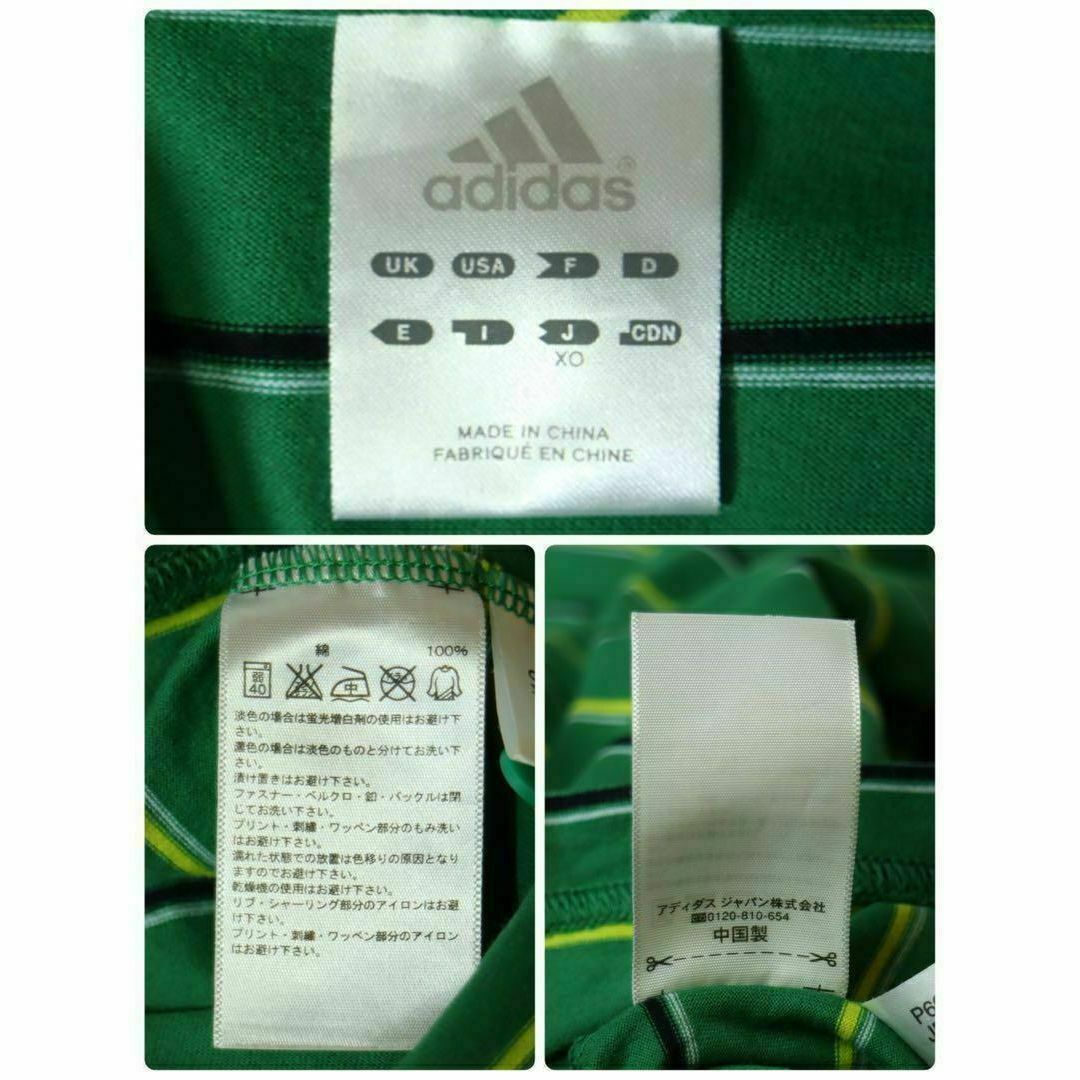 adidas®
UK USA F D
E I J CDN
XO
MADE IN CHINA
FABRIQUÉ EN CHINE
綿 100%
弱
40
中
淡色の場合は蛍光増白剤の使用はお避け下
さい。
濃色の場合は淡色のものと分けてお洗い下
さい。
漬け置きはお避け下さい。
ファスナー・ベルクロ・釦・バックルは閉
じてお洗い下さい。
プリント・刺繍・ワッペン部分のもみ洗い
はお避け下さい。
濡れた状態での放置は色移りの原因となり
ますのでお避け下さい。
乾燥機の使用はお避け下さい。
リブ・シャーリング部分のアイロンはお避
け下さい。
プリント・刺繍・ワッペン部分のアイロン
はお避け下さい。
アディダス ジャパン株式会社
0120-810-654
中国製